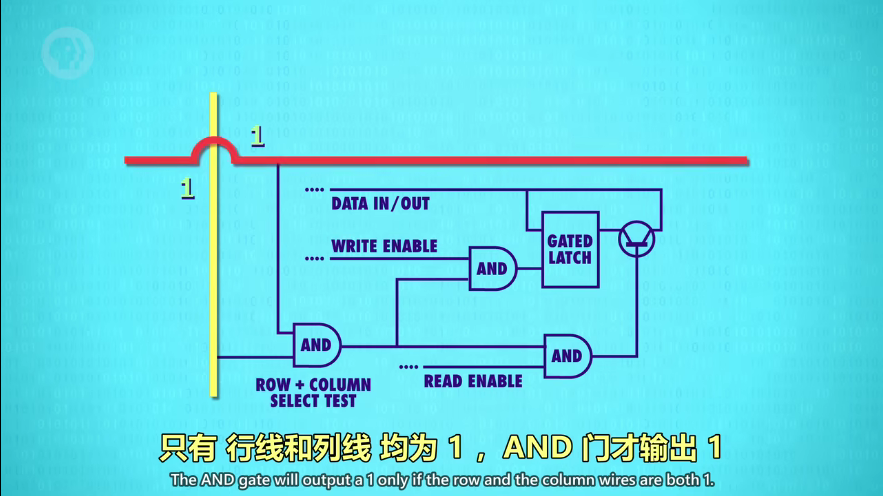 1
1
DATA IN/OUT
WRITE ENABLE
AND
GATED
LATCH
AND
AND
READ ENABLE
ROW + COLUMN
SELECT TEST
只有 行线和列线 均为 1 ，AND 门才输出 1
The AND gate will output a 1 only if the row and the column wires are both 1.